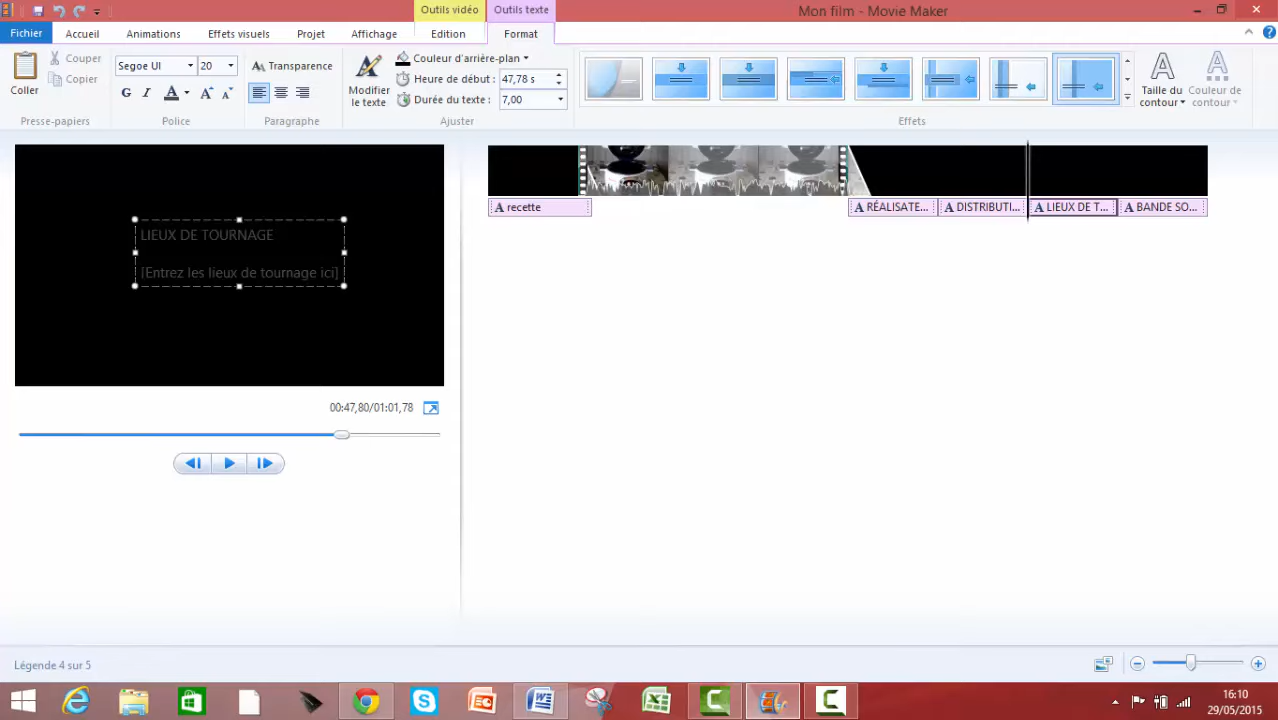 Outils vidéo Outils texte Mon film - Movie Maker
Fichier Accueil Animations Effets visuels Projet Affichage Edition Format
Coller
Couper
Copier
Presse-papiers
Segoe UI 20
G I A A A
Police
Transparence
Paragraphe
Modifier
le texte
Couleur d'arrière-plan
Heure de début : 47,78 s
Durée du texte : 7,00
Ajuster
Effets
Taille du
contour
Couleur de
contour
LIEUX DE TOURNAGE
[Entrez les lieux de tournage ici]
00:47,80/01:01,78
A recette
A RÉALISATE...
A DISTRIBUTI...
A LIEUX DE T...
A BANDE SO...
Légende 4 sur 5
16:10
29/05/2015